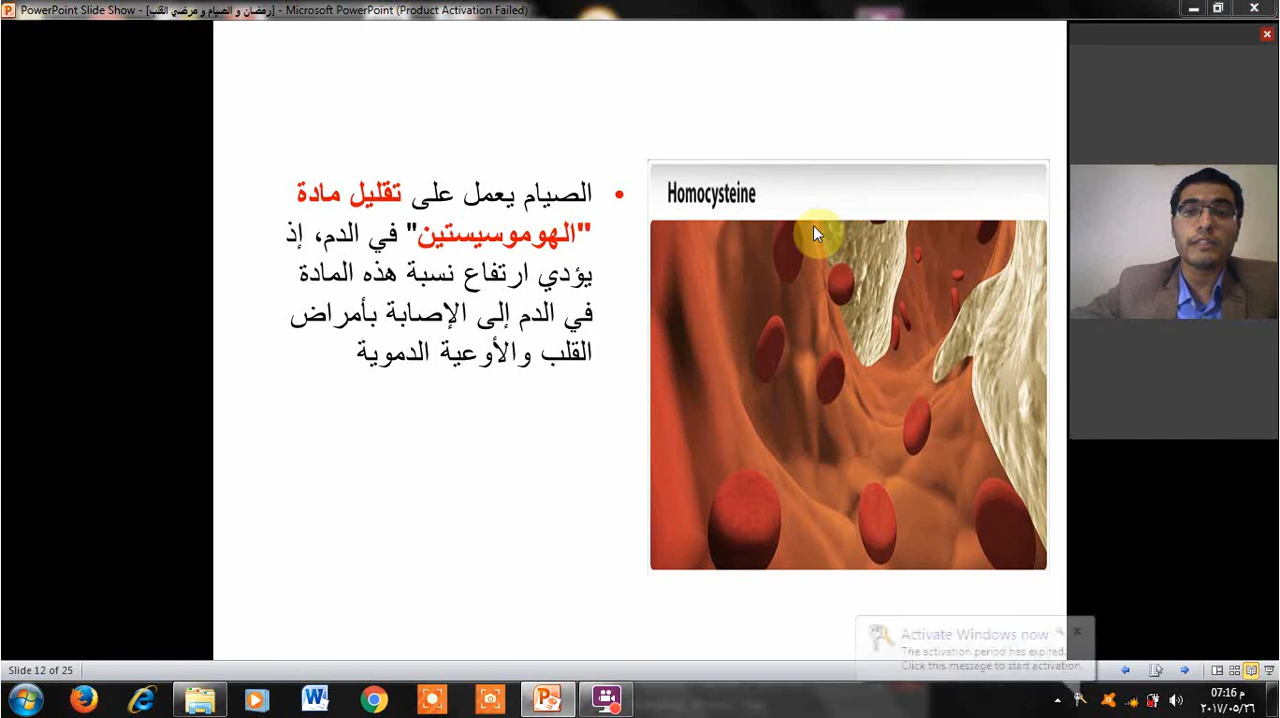 PowerPoint Slide Show - [رمضان و الصيام و مرضي القلب] - Microsoft PowerPoint (Product Activation Failed)
• الصيام يعمل على تقليل مادة
"الهوموسيستين" في الدم، إذ
يؤدي ارتفاع نسبة هذه المادة
في الدم إلى الإصابة بأمراض
القلب والأوعية الدموية
Homocysteine
Activate Windows now
The activation period has expired.
Click this message to start activation.
Slide 12 of 25
07:16 م
٢٠١٧/٠٥/٢٦